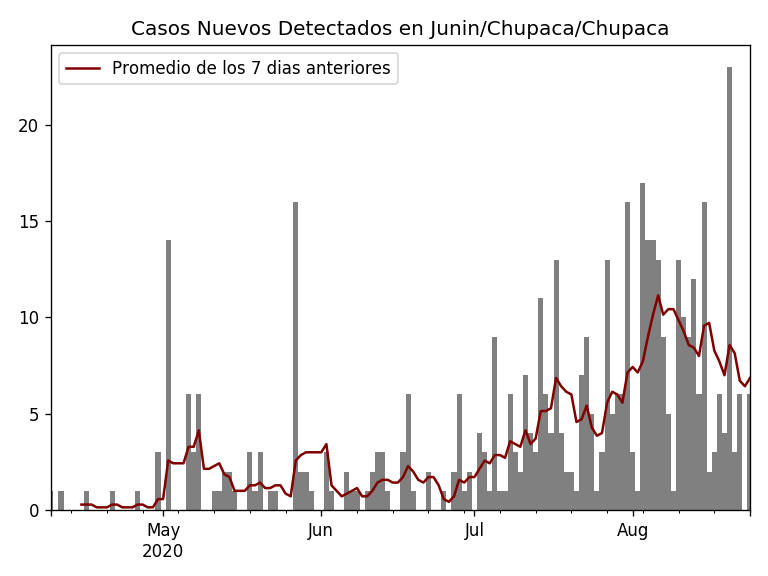 Casos Nuevos Detectados en Junin/Chupaca/Chupaca
Promedio de los 7 dias anteriores
20
15
10
5
0
May Jun Jul Aug
2020